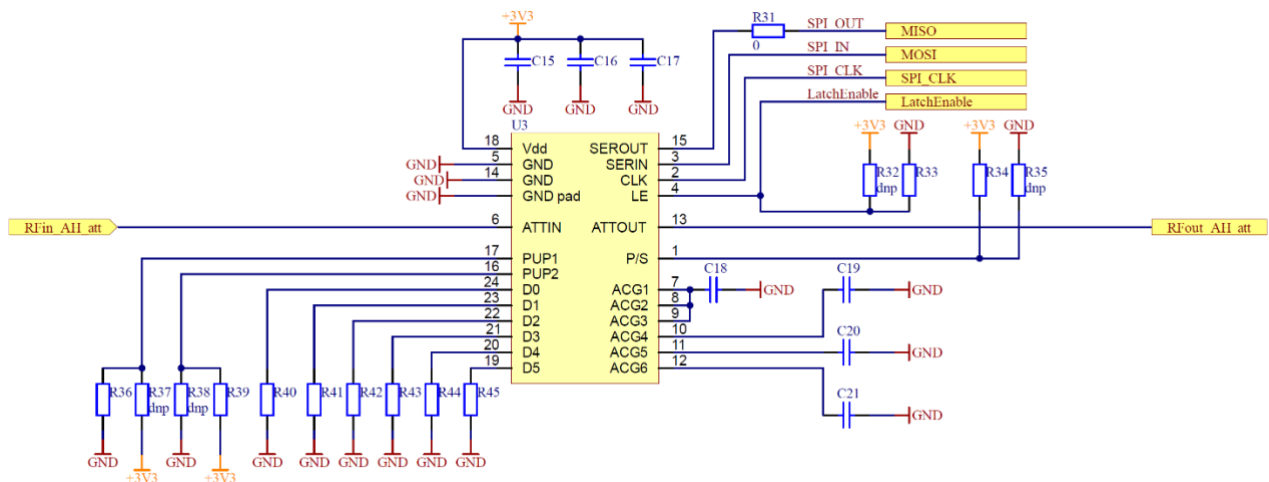 +3V3
C15
C16
C17
GND
GND
GND
R31
0
SPI_OUT
MISO
SPI_IN
MOSI
SPI_CLK
SPI_CLK
LatchEnable
LatchEnable
+3V3
GND
+3V3
GND
R32
dnp
R33
R34
R35
dnp
U3
18 Vdd SEROUT 15
GND 5 GND SERIN 3
GND 14 GND CLK 2
GND GND pad LE 4
RFin_AII_att 6 ATTIN ATTOUT 13 RFout_AII_att
17 PUP1 P/S 1
16 PUP2
24 D0 ACG1 7 C18 GND
23 D1 ACG2 8
22 D2 ACG3 9
21 D3 ACG4 10 C19 GND
20 D4 ACG5 11 C20 GND
19 D5 ACG6 12 C21 GND
R36
R37
dnp
R38
dnp
R39
R40
R41
R42
R43
R44
R45
GND
+3V3
GND
+3V3
GND
GND
GND
GND
GND
GND